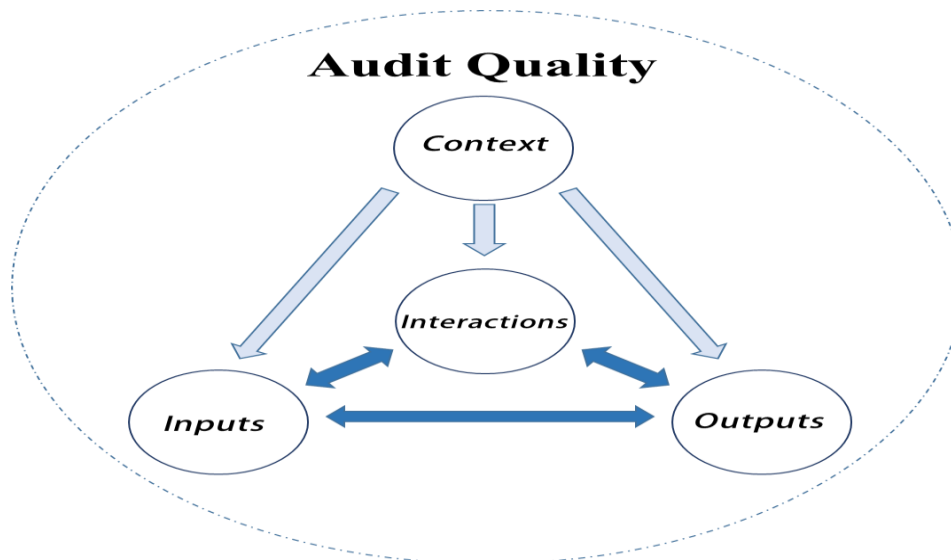 Audit Quality
Context
Interactions
Inputs
Outputs